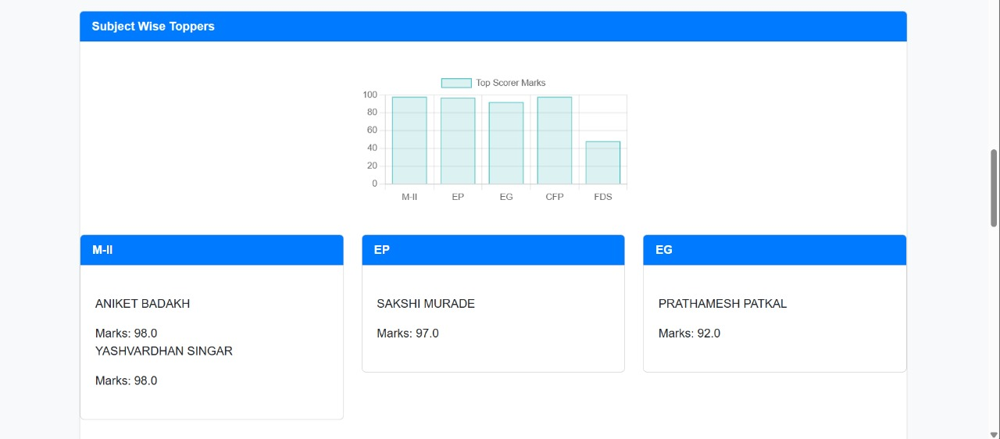 Subject Wise Toppers
Top Scorer Marks
100
80
60
40
20
0
M-II EP EG CFP FDS
M-II
ANIKET BADAKH
Marks: 98.0
YASHVARDHAN SINGAR
Marks: 98.0
EP
SAKSHI MURADE
Marks: 97.0
EG
PRATHAMESH PATKAL
Marks: 92.0